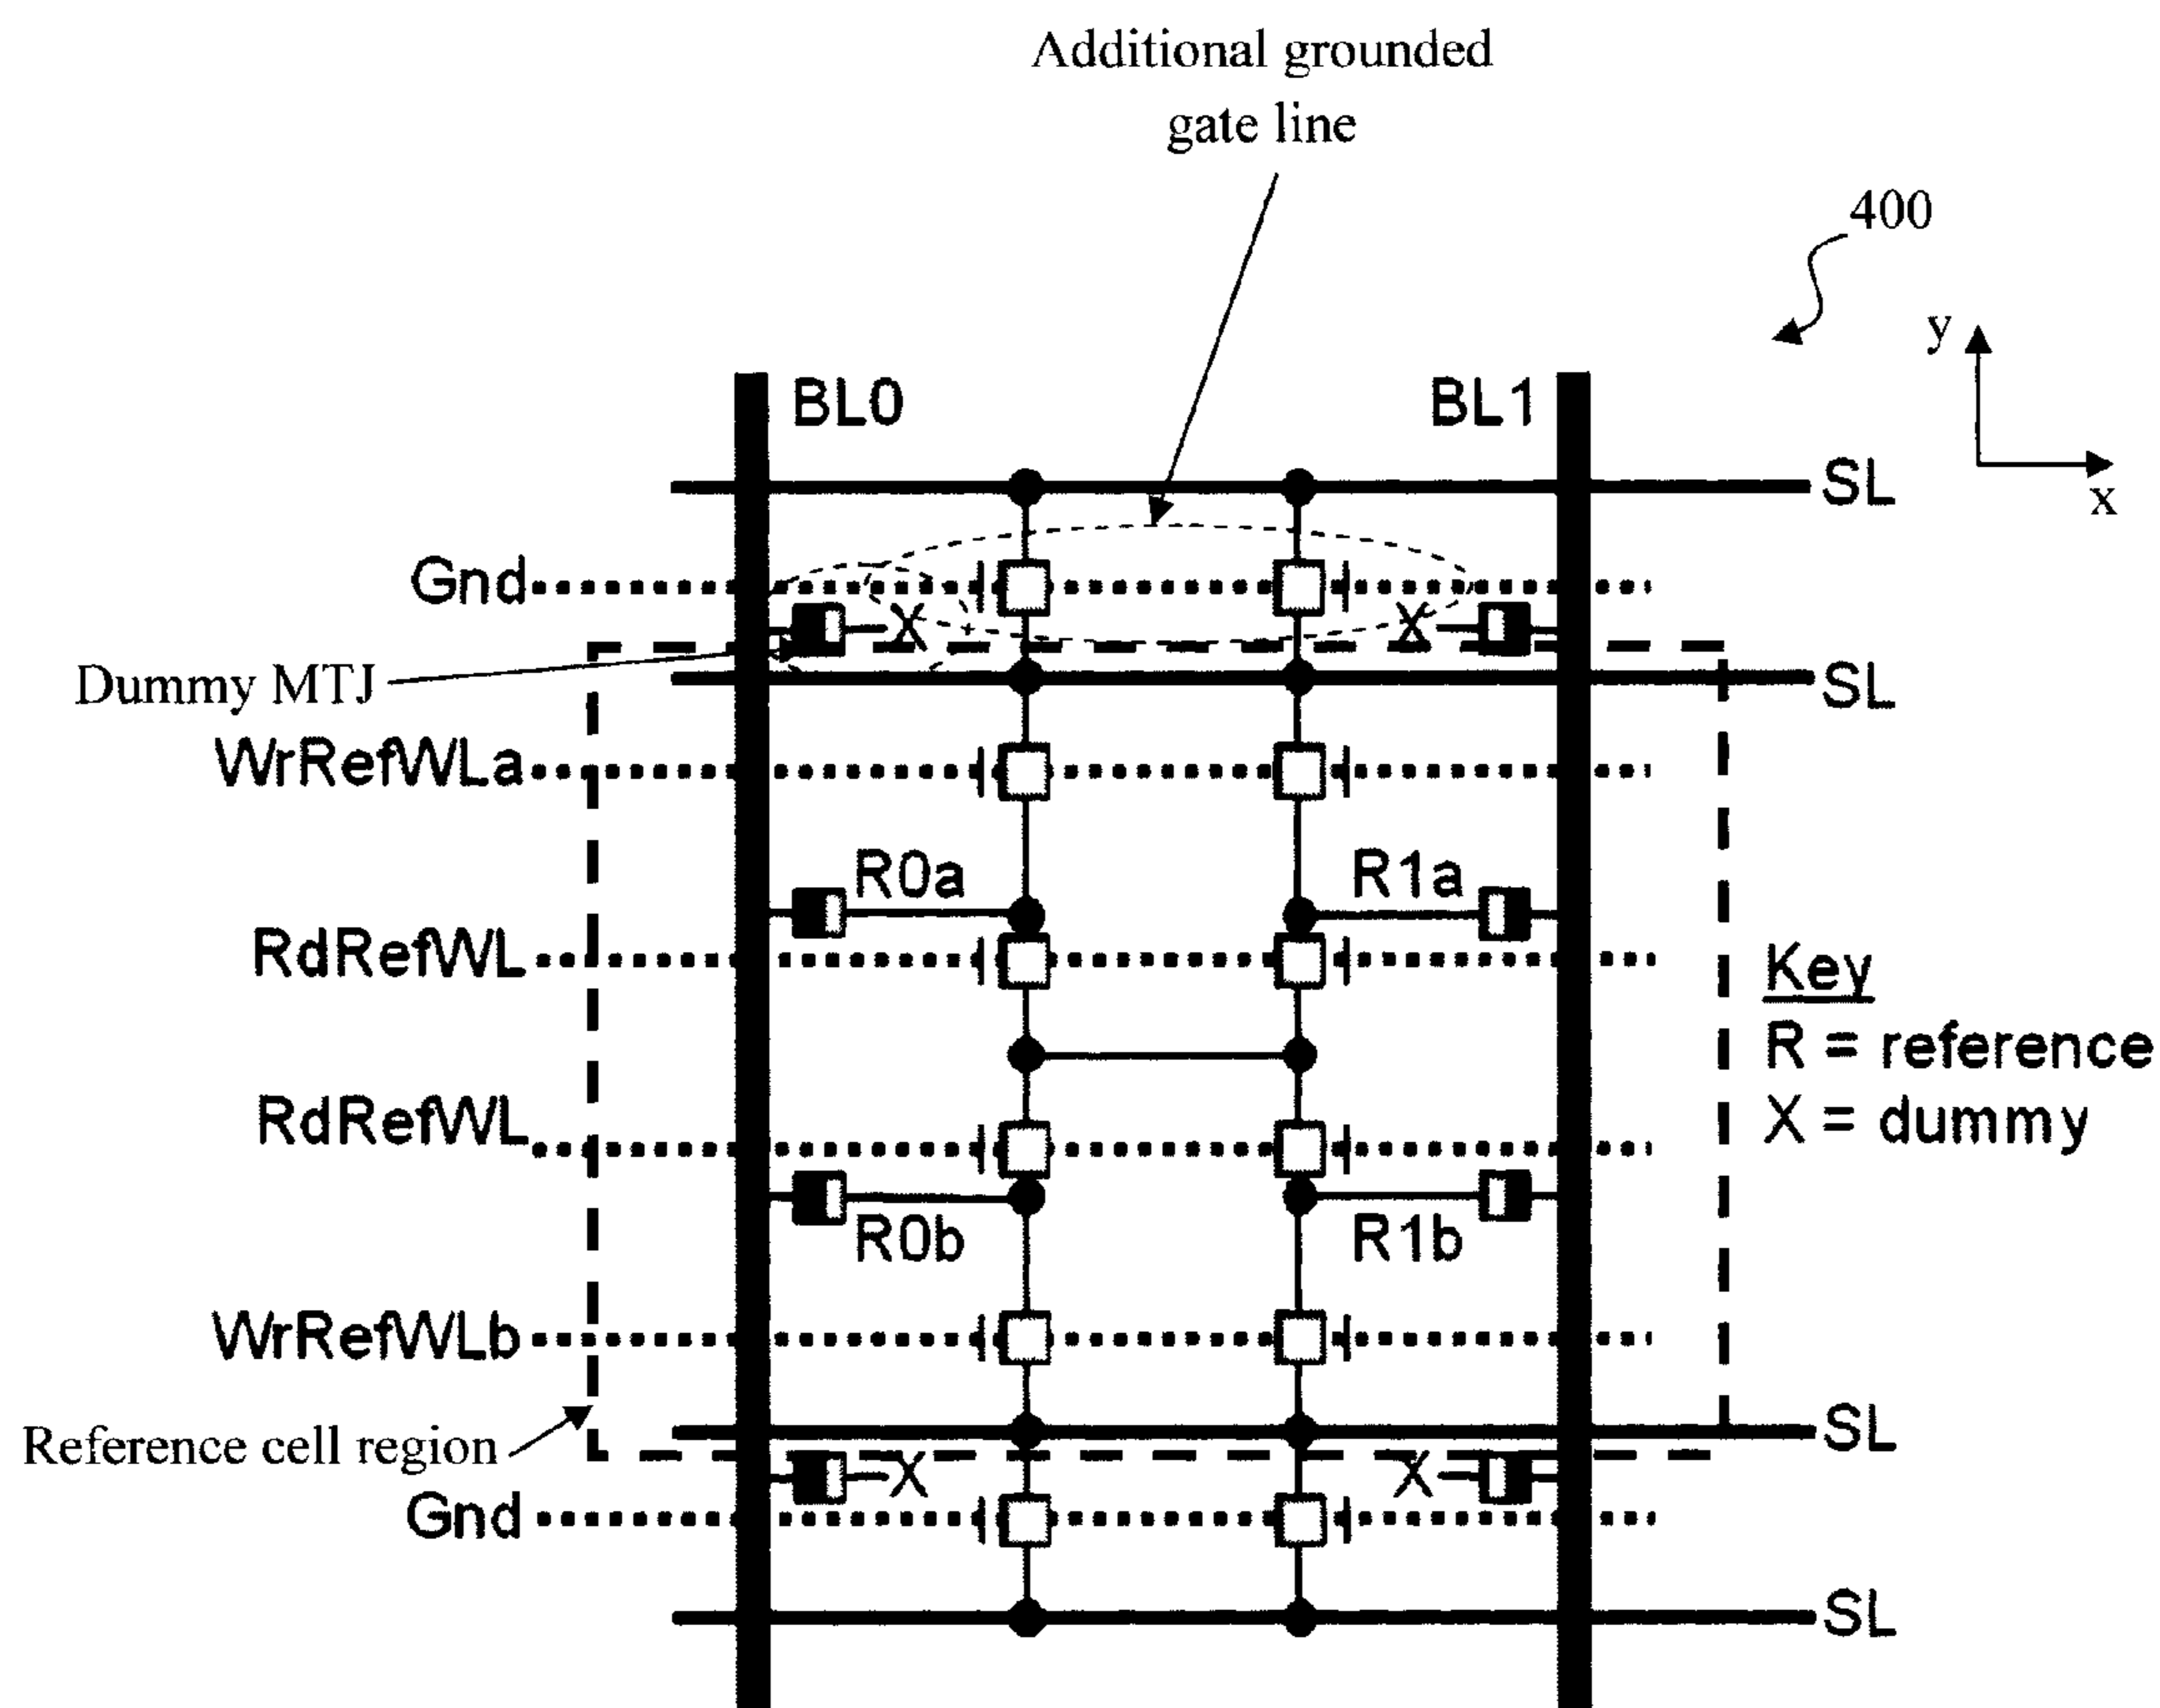 Additional grounded
gate line
400
y
x
BL0
BL1
SL
Gnd
X
X
Dummy MTJ
SL
WrRefWLa
R0a
R1a
RdRefWL
Key
R = reference
X = dummy
RdRefWL
R0b
R1b
WrRefWLb
SL
Reference cell region
X
X
Gnd
SL